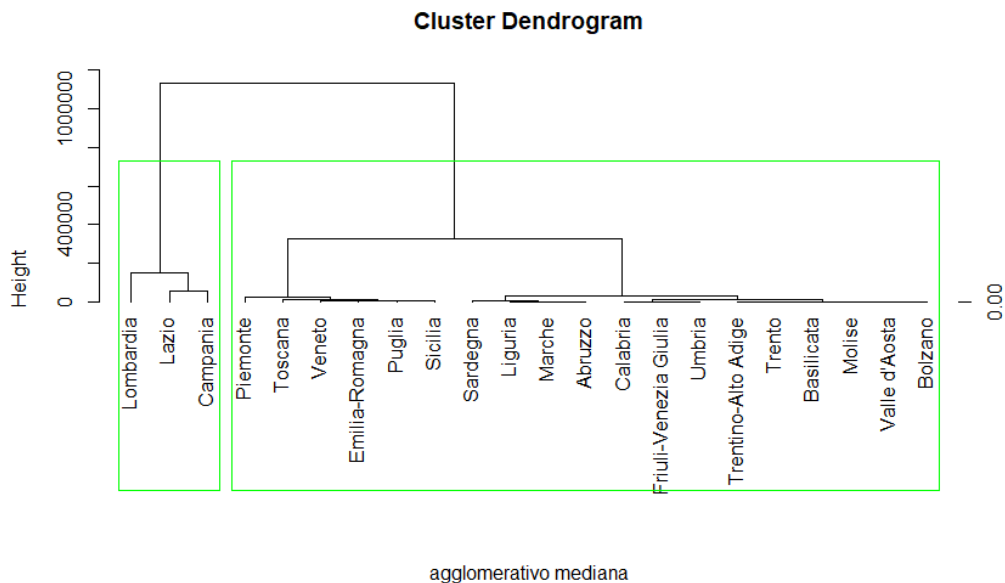 Cluster Dendrogram
Height
0
400000
1000000
0.00
Lombardia
Lazio
Campania
Piemonte
Toscana
Veneto
Emilia-Romagna
Puglia
Sicilia
Sardegna
Liguria
Marche
Abruzzo
Calabria
Friuli-Venezia Giulia
Umbria
Trentino-Alto Adige
Trento
Basilicata
Molise
Valle d'Aosta
Bolzano
agglomerativo mediana